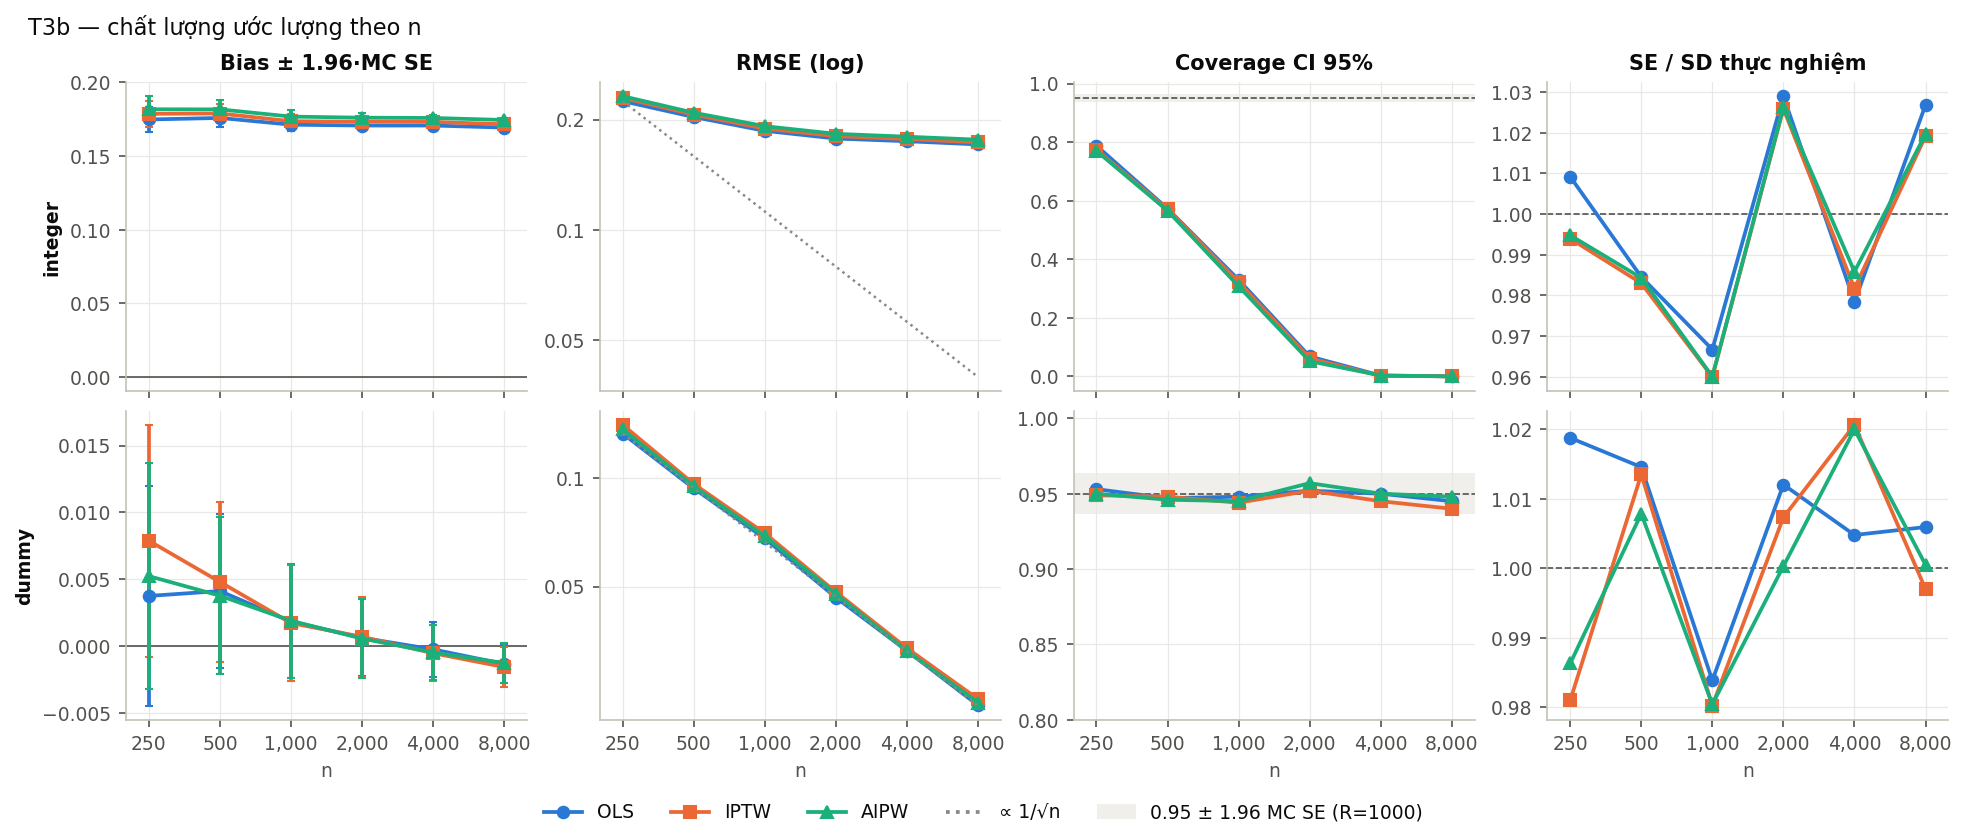 T3b — chất lượng ước lượng theo n
Bias ± 1.96·MC SE
RMSE (log)
Coverage CI 95%
SE / SD thực nghiệm
integer
0.20
0.15
0.10
0.05
0.00
0.2
0.1
0.05
1.0
0.8
0.6
0.4
0.2
0.0
1.03
1.02
1.01
1.00
0.99
0.98
0.97
0.96
dummy
0.015
0.010
0.005
0.000
−0.005
0.1
0.05
1.00
0.95
0.90
0.85
0.80
1.02
1.01
1.00
0.99
0.98
250 500 1,000 2,000 4,000 8,000
250 500 1,000 2,000 4,000 8,000
250 500 1,000 2,000 4,000 8,000
250 500 1,000 2,000 4,000 8,000
n
n
n
n
OLS IPTW AIPW ∝ 1/√n 0.95 ± 1.96 MC SE (R=1000)